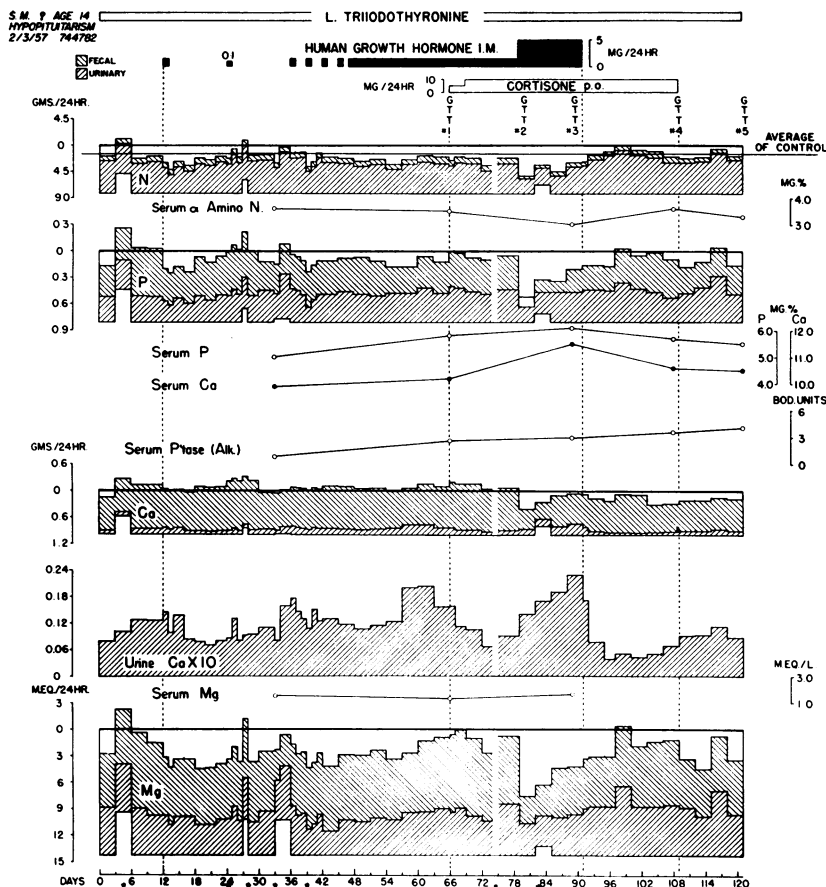 S.M. ♀ AGE 14
HYPOPITUITARISM
2/3/57 744782
L. TRIIODOTHYRONINE
FECAL
URINARY
0.1
HUMAN GROWTH HORMONE I.M.
5
0
MG/24HR
MG/24HR
10
0
CORTISONE p.o.
GTT *1
GTT *2
GTT *3
GTT *4
GTT *5
GMS/24HR.
4.5
0
4.5
9.0
N
AVERAGE OF CONTROL
Serum α Amino N.
MG.%
4.0
3.0
0.3
0
0.3
0.6
0.9
P
MG.%
P Ca
6.0 12.0
5.0 11.0
4.0 10.0
Serum P
Serum Ca
BOD.UNITS
6
3
0
Serum P'tase (Alk.)
GMS/24HR.
0.6
0
0.6
1.2
Ca
0.24
0.18
0.12
0.06
0
Urine Ca X 10
Serum Mg
MEQ/L
3.0
1.0
MEQ/24HR.
3
0
3
6
9
12
15
Mg
DAYS 0 6 12 18 24 30 36 42 48 54 60 66 72 78 84 90 96 102 108 114 120